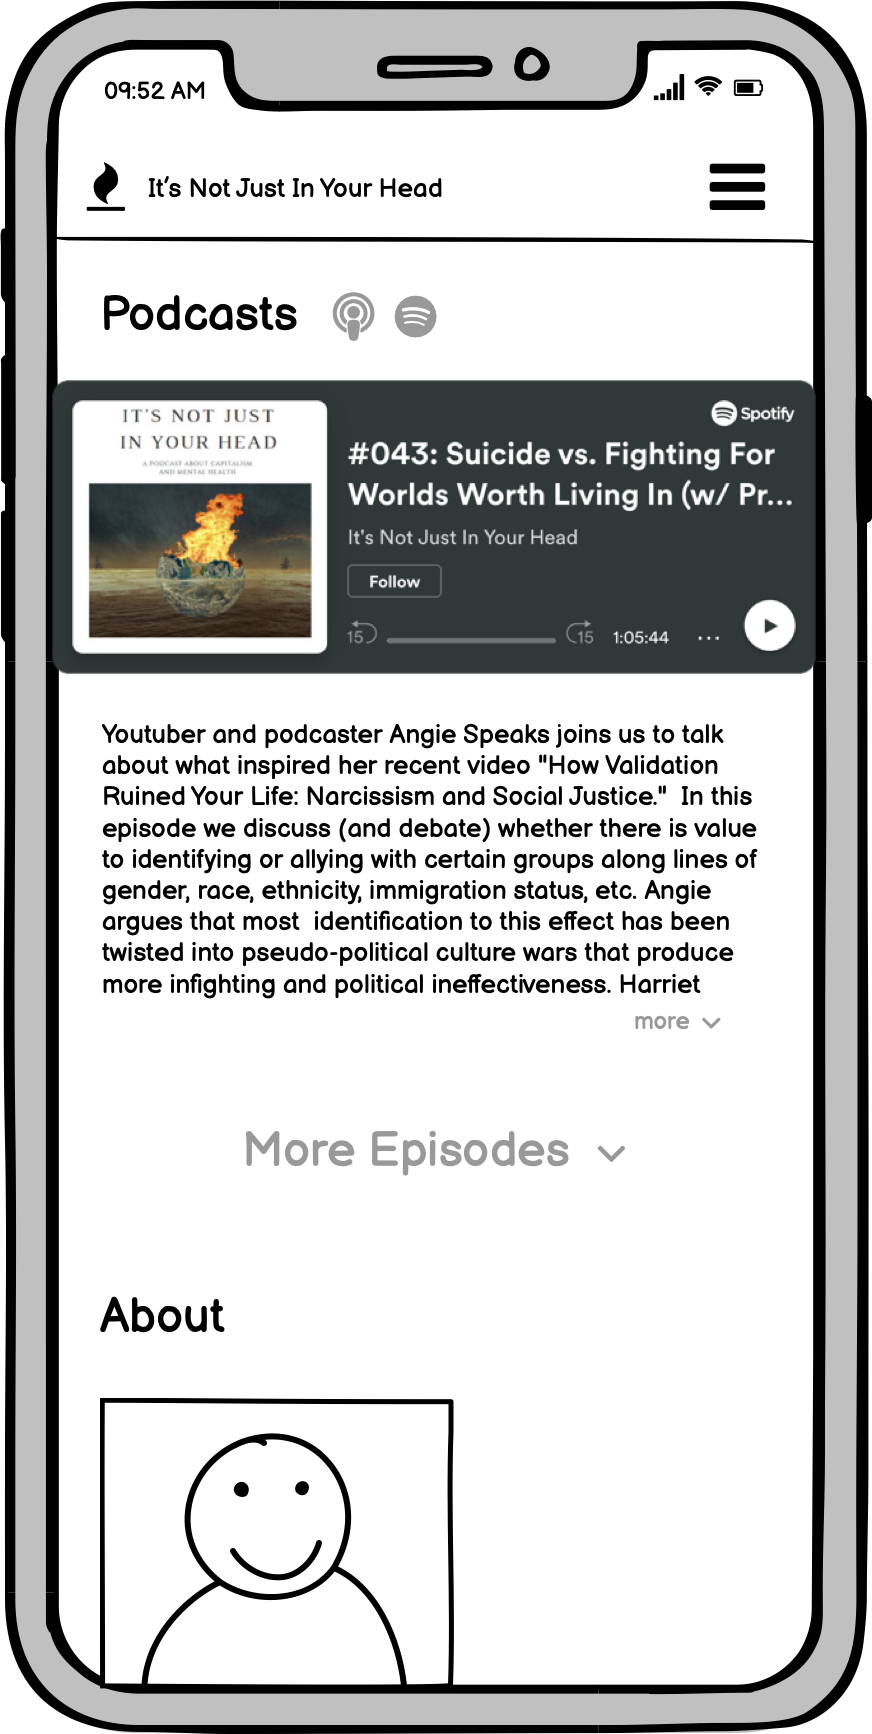 09:52 AM
It's Not Just In Your Head
Podcasts
IT'S NOT JUST
IN YOUR HEAD
A PODCAST ABOUT CAPITALISM
AND MENTAL HEALTH
Spotify
#043: Suicide vs. Fighting For
Worlds Worth Living In (w/ Pr...
It's Not Just In Your Head
Follow
15 15 1:05:44 ...
Youtuber and podcaster Angie Speaks joins us to talk
about what inspired her recent video "How Validation
Ruined Your Life: Narcissism and Social Justice."  In this
episode we discuss (and debate) whether there is value
to identifying or allying with certain groups along lines of
gender, race, ethnicity, immigration status, etc. Angie
argues that most  identification to this effect has been
twisted into pseudo-political culture wars that produce
more infighting and political ineffectiveness. Harriet
more
More Episodes
About